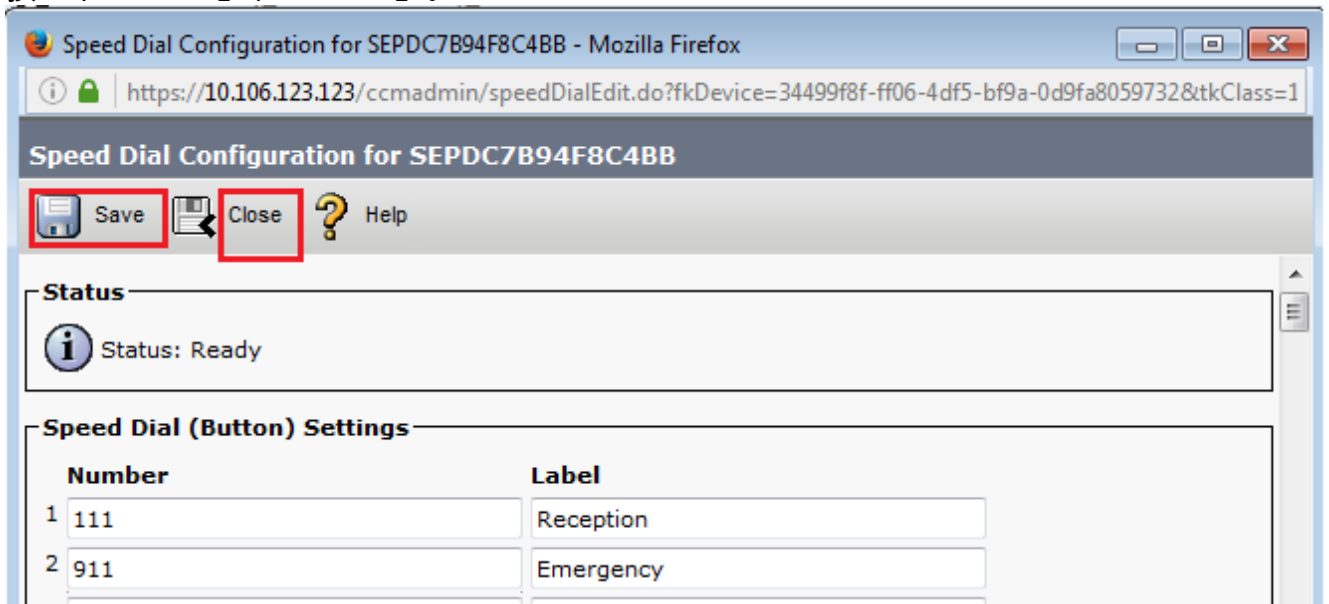 Speed Dial Configuration for SEPDC7B94F8C4BB - Mozilla Firefox
https://10.106.123.123/ccmadmin/speedDialEdit.do?fkDevice=34499f8f-ff06-4df5-bf9a-0d9fa8059732&tkClass=1
Speed Dial Configuration for SEPDC7B94F8C4BB
Save Close Help
Status
Status: Ready
Speed Dial (Button) Settings
Number Label
1 111 Reception
2 911 Emergency